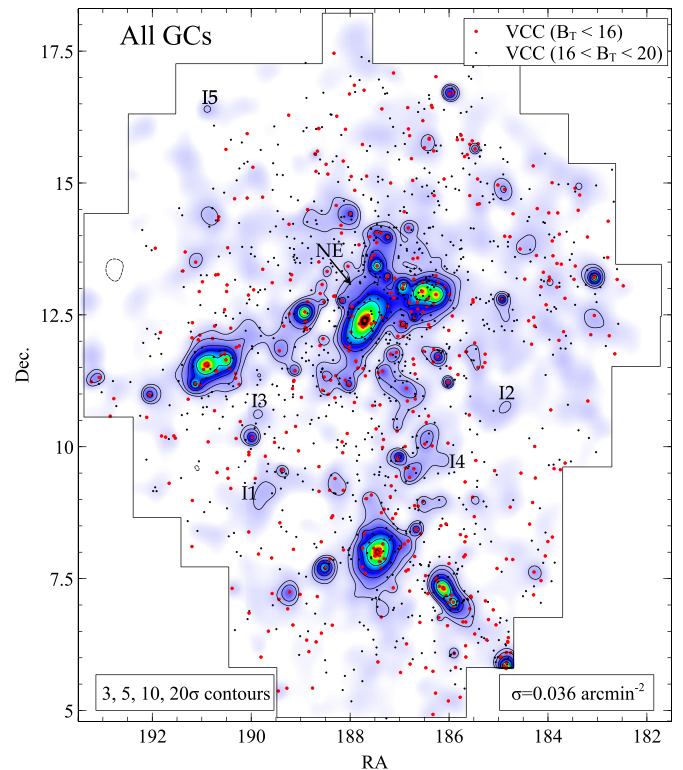 All GCs
VCC (B_T < 16)
VCC (16 < B_T < 20)
17.5
I5
15
NE
12.5
Dec.
I3
I2
10
I4
I1
7.5
3, 5, 10, 20σ contours
σ=0.036 arcmin⁻²
5
192
190
188
186
184
182
RA